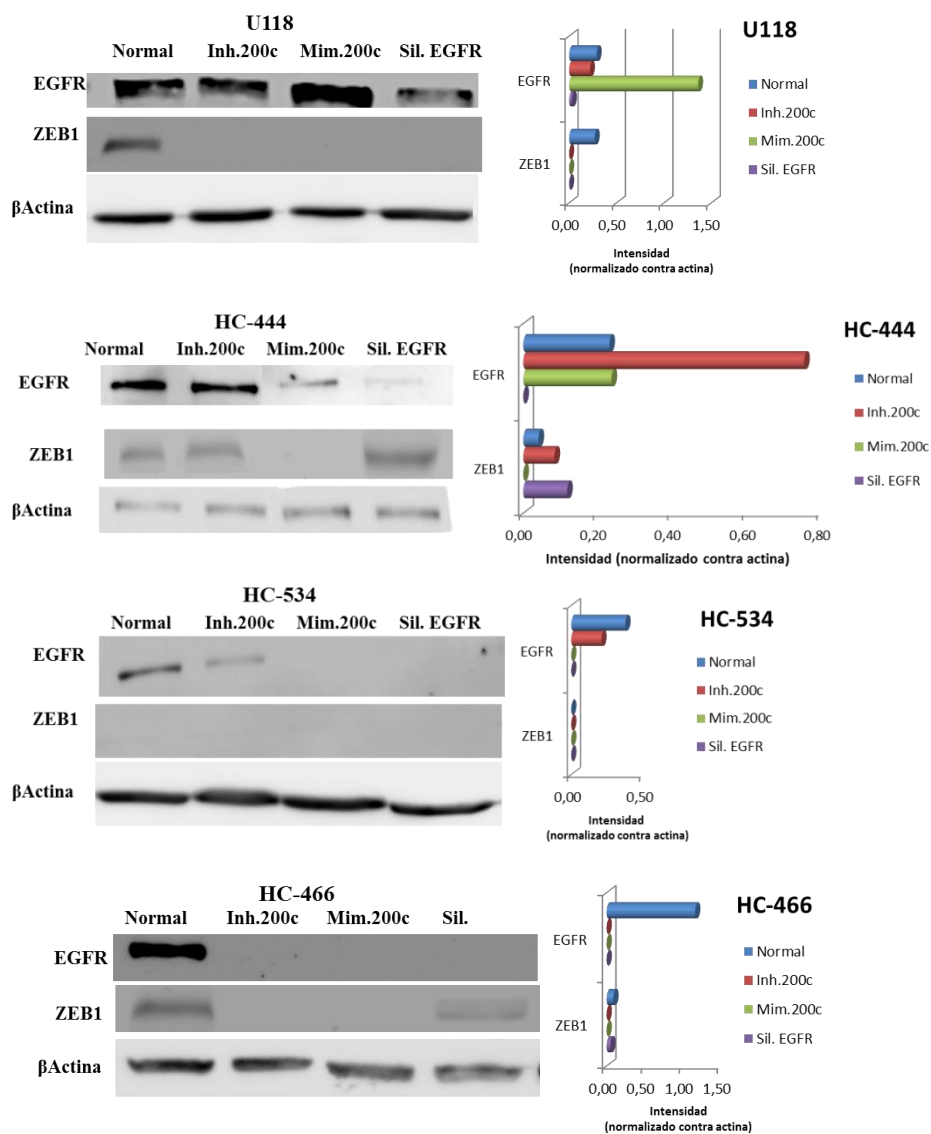 U118
Normal Inh.200c Mim.200c Sil. EGFR
EGFR
ZEB1
βActina
U118
EGFR
ZEB1
Normal
Inh.200c
Mim.200c
Sil. EGFR
0,00 0,50 1,00 1,50
Intensidad
(normalizado contra actina)
HC-444
Normal Inh.200c Mim.200c Sil. EGFR
EGFR
ZEB1
βActina
HC-444
EGFR
ZEB1
Normal
Inh.200c
Mim.200c
Sil. EGFR
0,00 0,20 0,40 0,60 0,80
Intensidad (normalizado contra actina)
HC-534
Normal Inh.200c Mim.200c Sil. EGFR
EGFR
ZEB1
βActina
HC-534
EGFR
ZEB1
Normal
Inh.200c
Mim.200c
Sil. EGFR
0,00 0,50
Intensidad
(normalizado contra actina)
HC-466
Normal Inh.200c Mim.200c Sil.
EGFR
ZEB1
βActina
HC-466
EGFR
ZEB1
Normal
Inh.200c
Mim.200c
Sil. EGFR
0,00 0,50 1,00 1,50
Intensidad
(normalizado contra actina)